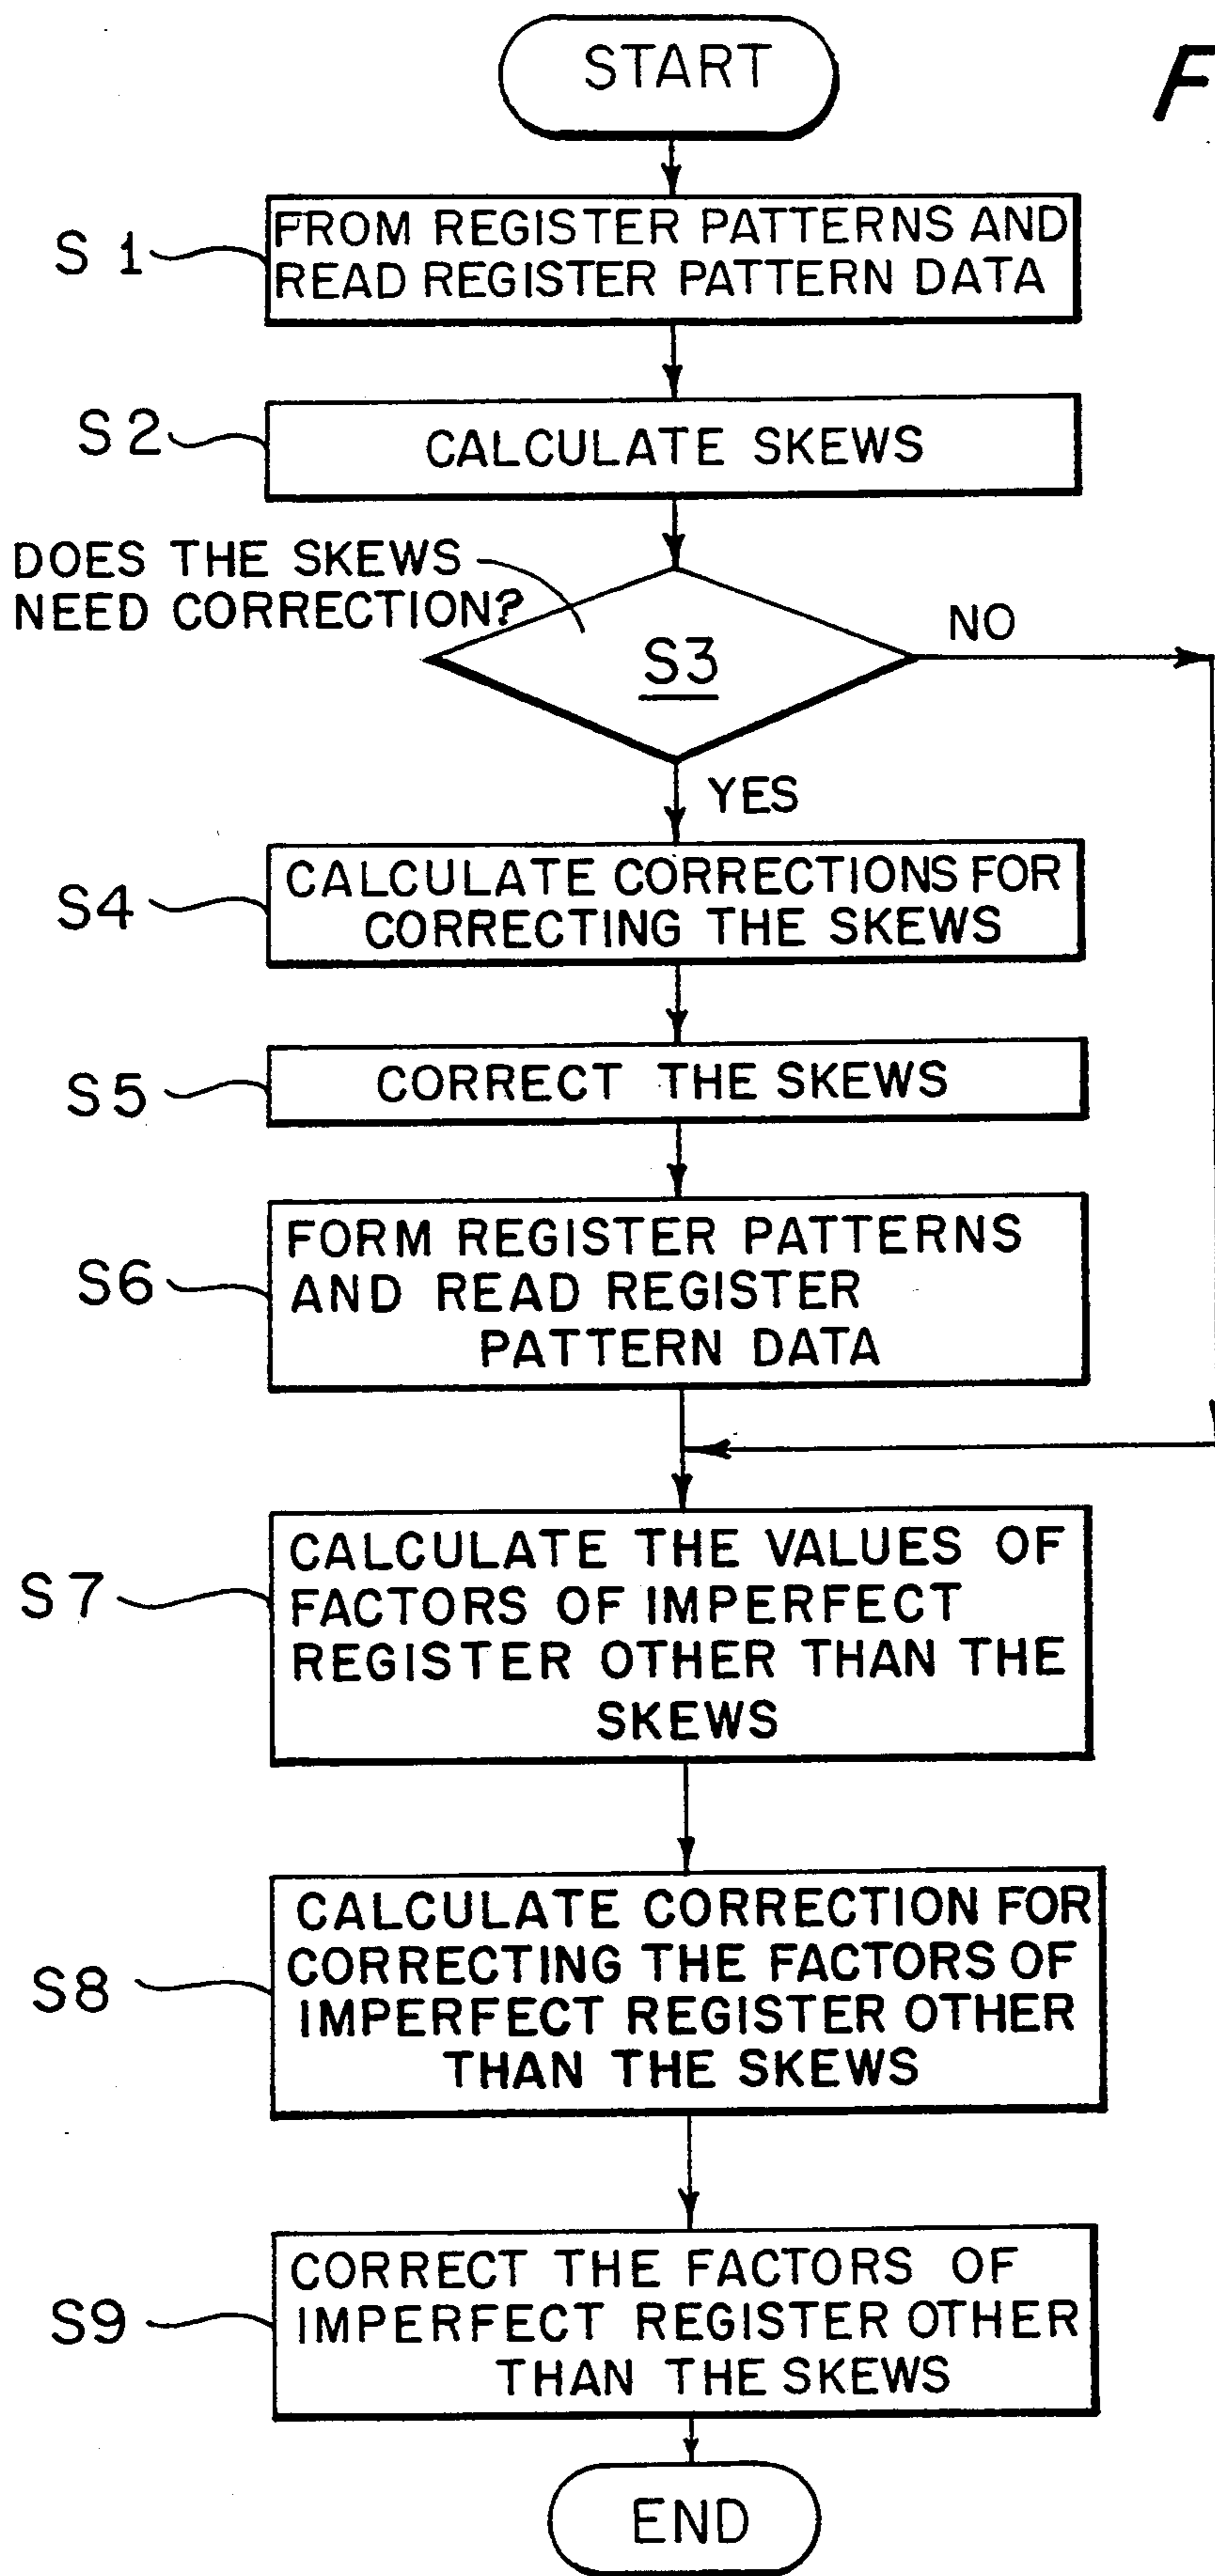 START
F
S 1
FROM REGISTER PATTERNS AND
READ REGISTER PATTERN DATA
S2
CALCULATE SKEWS
DOES THE SKEWS
NEED CORRECTION?
S3
NO
YES
S4
CALCULATE CORRECTIONS FOR
CORRECTING THE SKEWS
S5
CORRECT THE SKEWS
S6
FORM REGISTER PATTERNS
AND READ REGISTER
PATTERN DATA
S7
CALCULATE THE VALUES OF
FACTORS OF IMPERFECT
REGISTER OTHER THAN THE
SKEWS
S8
CALCULATE CORRECTION FOR
CORRECTING THE FACTORS OF
IMPERFECT REGISTER OTHER
THAN THE SKEWS
S9
CORRECT THE FACTORS OF
IMPERFECT REGISTER OTHER
THAN THE SKEWS
END